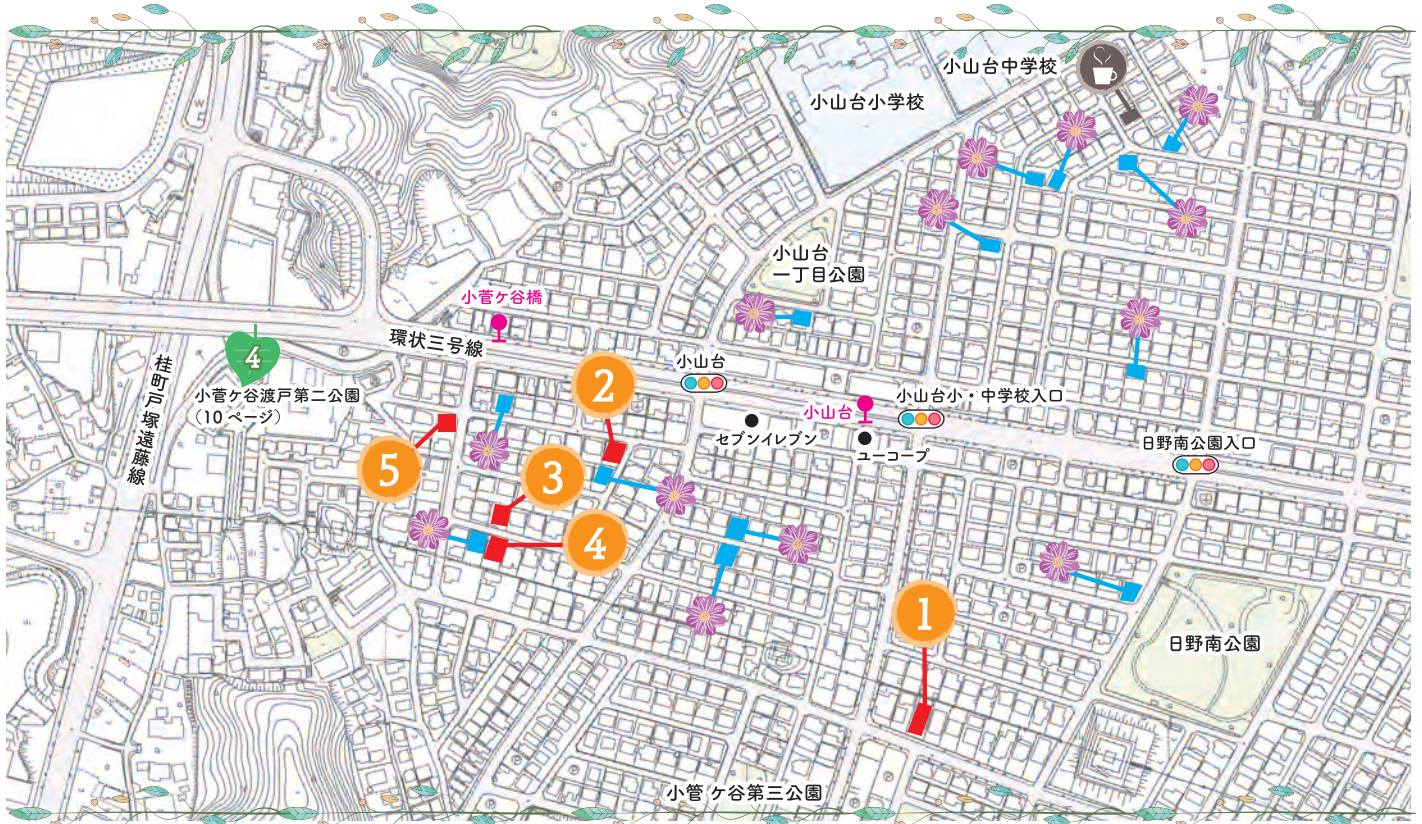 小山台中学校
小山台小学校
小山台
一丁目公園
小菅ケ谷橋
環状三号線
4
小菅ケ谷渡戸第二公園
（10 ページ）
桂町戸塚遠藤線
2
小山台
小山台
小山台小・中学校入口
セブンイレブン
ユーコープ
日野南公園入口
5
3
4
1
日野南公園
小管ケ谷第三公園